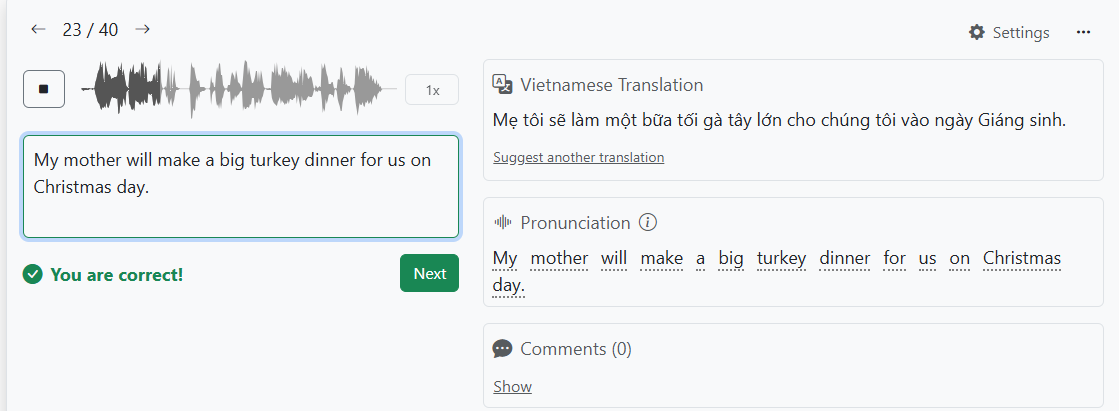 23 / 40
Settings
1x
My mother will make a big turkey dinner for us on
Christmas day.
You are correct!
Next
Vietnamese Translation
Mẹ tôi sẽ làm một bữa tối gà tây lớn cho chúng tôi vào ngày Giáng sinh.
Suggest another translation
Pronunciation
My mother will make a big turkey dinner for us on Christmas
day.
Comments (0)
Show